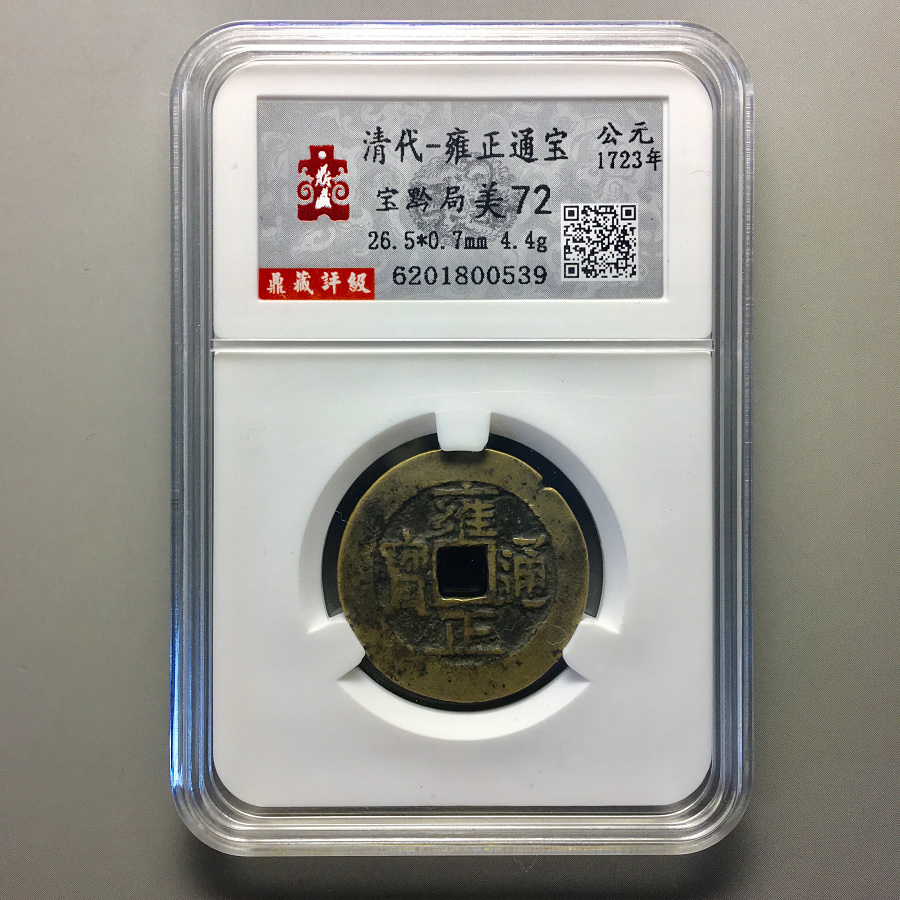 清代-雍正通宝
公元
1723年
宝黔局 美72
26.5*0.7mm 4.4g
鼎藏評級
6201800539
雍正通寶